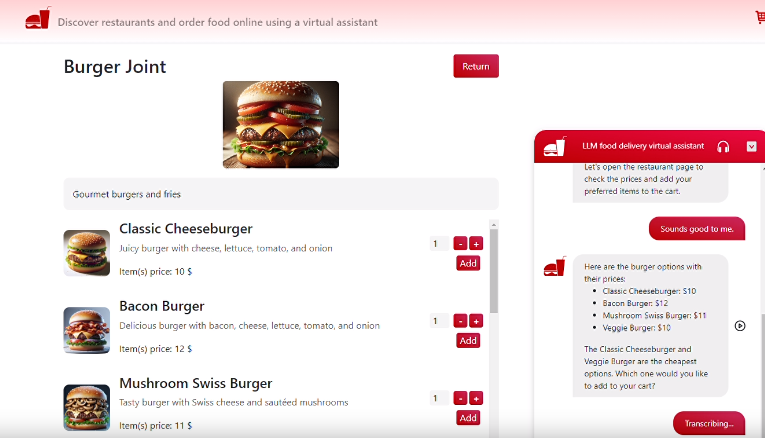 Discover restaurants and order food online using a virtual assistant
Burger Joint
Return
Gourmet burgers and fries
Classic Cheeseburger
Juicy burger with cheese, lettuce, tomato, and onion
Item(s) price: 10 $
1
-
+
Add
Bacon Burger
Delicious burger with bacon, cheese, lettuce, tomato, and onion
Item(s) price: 12 $
1
-
+
Add
Mushroom Swiss Burger
Tasty burger with Swiss cheese and sautéed mushrooms
Item(s) price: 11 $
1
-
+
Add
LLM food delivery virtual assistant
Let's open the restaurant page to
check the prices and add your
preferred items to the cart.
Sounds good to me.
Here are the burger options with
their prices:
• Classic Cheeseburger: $10
• Bacon Burger: $12
• Mushroom Swiss Burger: $11
• Veggie Burger: $10
The Classic Cheeseburger and
Veggie Burger are the cheapest
options. Which one would you like
to add to your cart?
Transcribing...